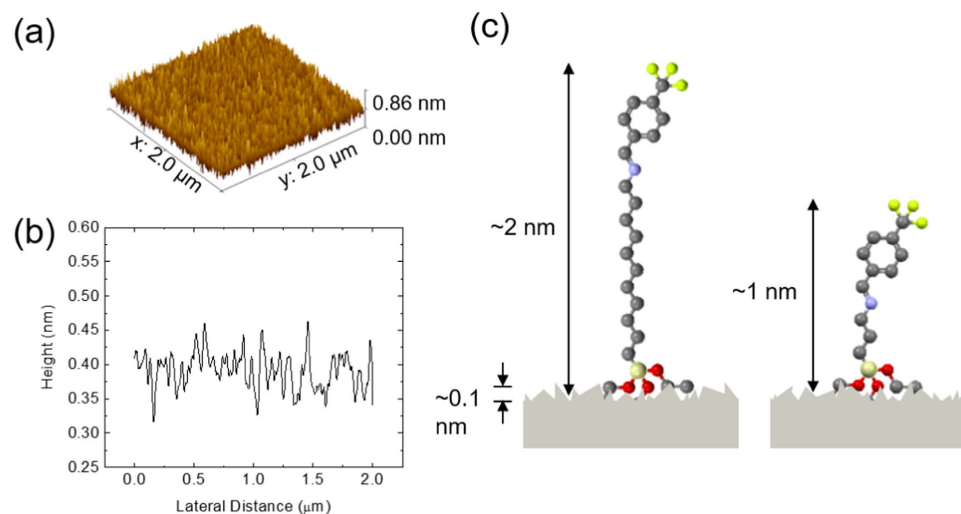 (a)
0.86 nm
0.00 nm
x: 2.0 µm
y: 2.0 µm
(b)
0.60
0.55
0.50
0.45
0.40
0.35
0.30
0.25
Height (nm)
0.0 0.5 1.0 1.5 2.0
Lateral Distance (µm)
(c)
~2 nm
~1 nm
~0.1
nm